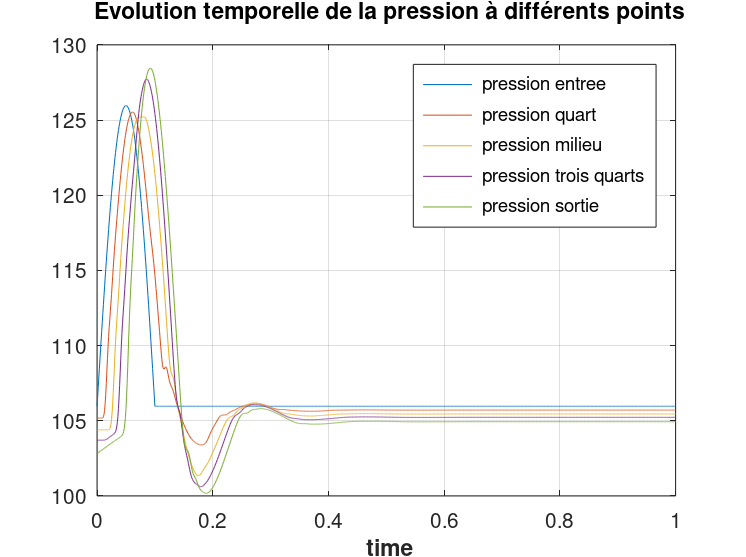 Evolution temporelle de la pression à différents points
130
125
120
115
110
105
100
0
0.2
0.4
0.6
0.8
1
time
pression entree
pression quart
pression milieu
pression trois quarts
pression sortie